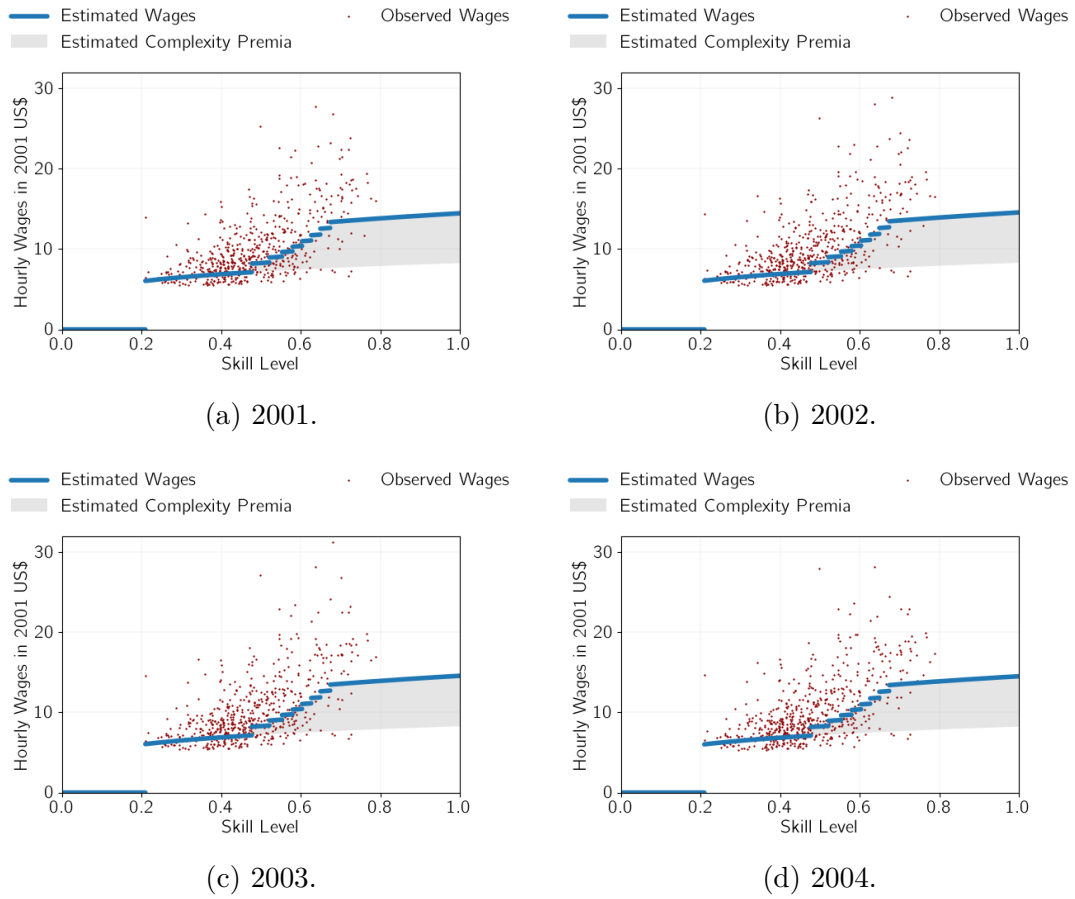 Estimated Wages
Observed Wages
Estimated Complexity Premia
Hourly Wages in 2001 US$
30
20
10
0
0.0 0.2 0.4 0.6 0.8 1.0
Skill Level
(a) 2001.
Estimated Wages
Observed Wages
Estimated Complexity Premia
Hourly Wages in 2001 US$
30
20
10
0
0.0 0.2 0.4 0.6 0.8 1.0
Skill Level
(b) 2002.
Estimated Wages
Observed Wages
Estimated Complexity Premia
Hourly Wages in 2001 US$
30
20
10
0
0.0 0.2 0.4 0.6 0.8 1.0
Skill Level
(c) 2003.
Estimated Wages
Observed Wages
Estimated Complexity Premia
Hourly Wages in 2001 US$
30
20
10
0
0.0 0.2 0.4 0.6 0.8 1.0
Skill Level
(d) 2004.